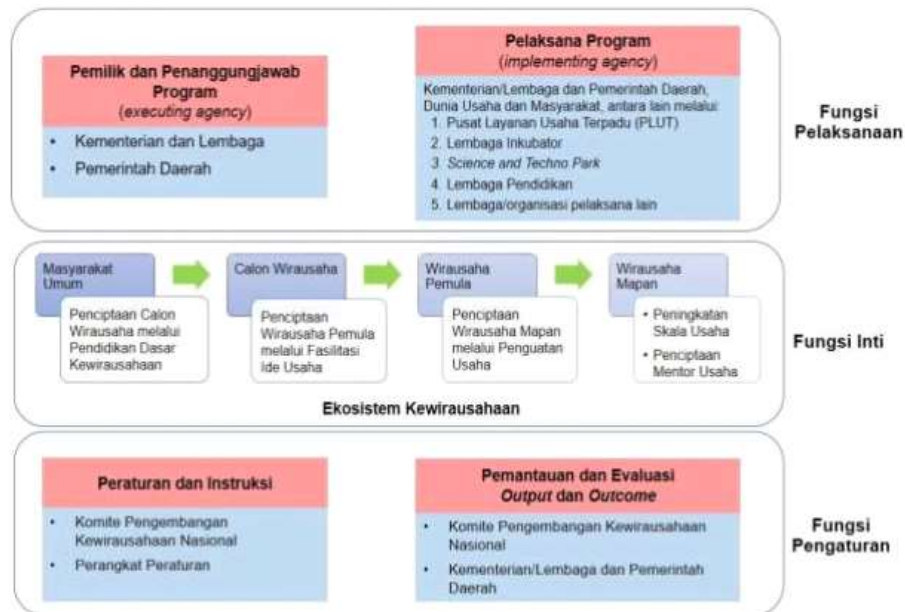 Pemilik dan Penanggungjawab
Program
(executing agency)
• Kementerian dan Lembaga
• Pemerintah Daerah
Pelaksana Program
(implementing agency)
Kementerian/Lembaga dan Pemerintah Daerah,
Dunia Usaha dan Masyarakat, antara lain melalui:
1. Pusat Layanan Usaha Terpadu (PLUT)
2. Lembaga Inkubator
3. Science and Techno Park
4. Lembaga Pendidikan
5. Lembaga/organisasi pelaksana lain
Fungsi
Pelaksanaan
Masyarakat
Umum
Penciptaan Calon
Wirausaha melalui
Pendidikan Dasar
Kewirausahaan
Calon Wirausaha
Penciptaan
Wirausaha Pemula
melalui Fasilitasi
Ide Usaha
Wirausaha
Pemula
Penciptaan
Wirausaha Mapan
melalui Penguatan
Usaha
Wirausaha
Mapan
• Peningkatan
Skala Usaha
• Penciptaan
Mentor Usaha
Fungsi Inti
Ekosistem Kewirausahaan
Peraturan dan Instruksi
• Komite Pengembangan
Kewirausahaan Nasional
• Perangkat Peraturan
Pemantauan dan Evaluasi
Output dan Outcome
• Komite Pengembangan Kewirausahaan
Nasional
• Kementerian/Lembaga dan Pemerintah
Daerah
Fungsi
Pengaturan